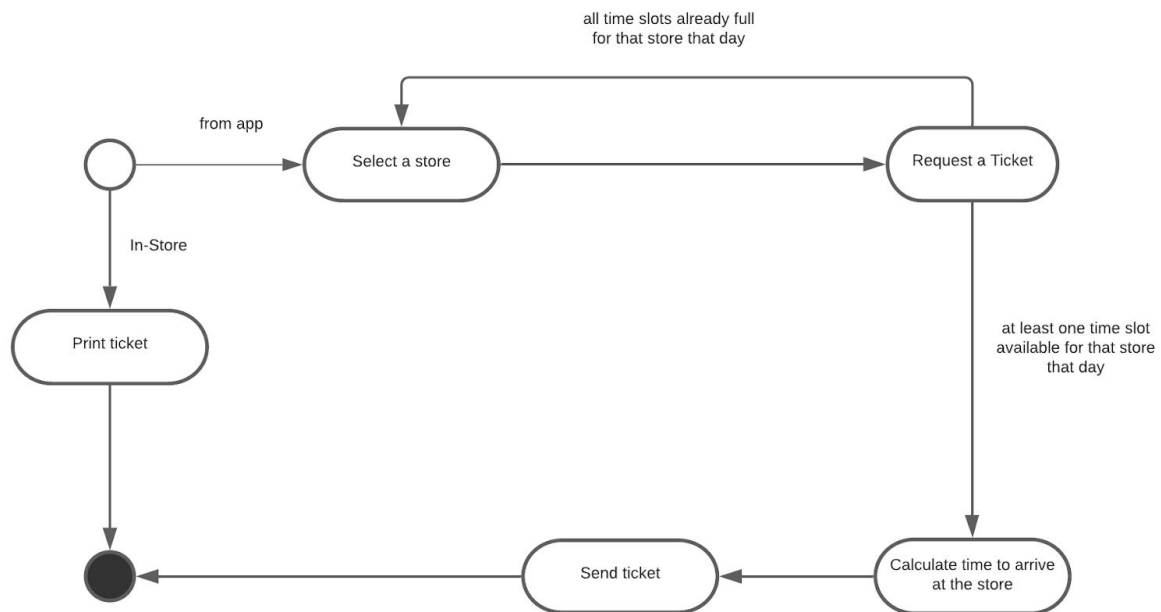 all time slots already full
for that store that day
from app
Select a store
Request a Ticket
In-Store
Print ticket
at least one time slot
available for that store
that day
Send ticket
Calculate time to arrive
at the store